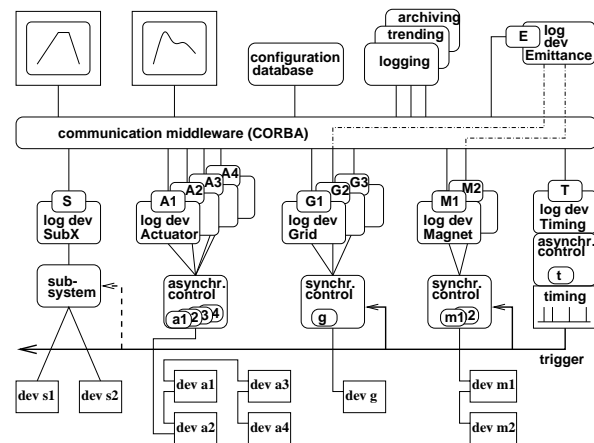 archiving
trending
logging
configuration
database
E
log
dev
Emittance
communication middleware (CORBA)
S
log dev
SubX
A1
A2
A3
A4
log dev
Actuator
G1
G2
G3
log dev
Grid
M1
M2
log dev
Magnet
T
log dev
Timing
asynchr.
control
t
timing
sub-
system
asynchr.
control
a1 2 3 4
synchr.
control
g
synchr.
control
m1 2
trigger
dev s1
dev s2
dev a1
dev a3
dev a2
dev a4
dev g
dev m1
dev m2